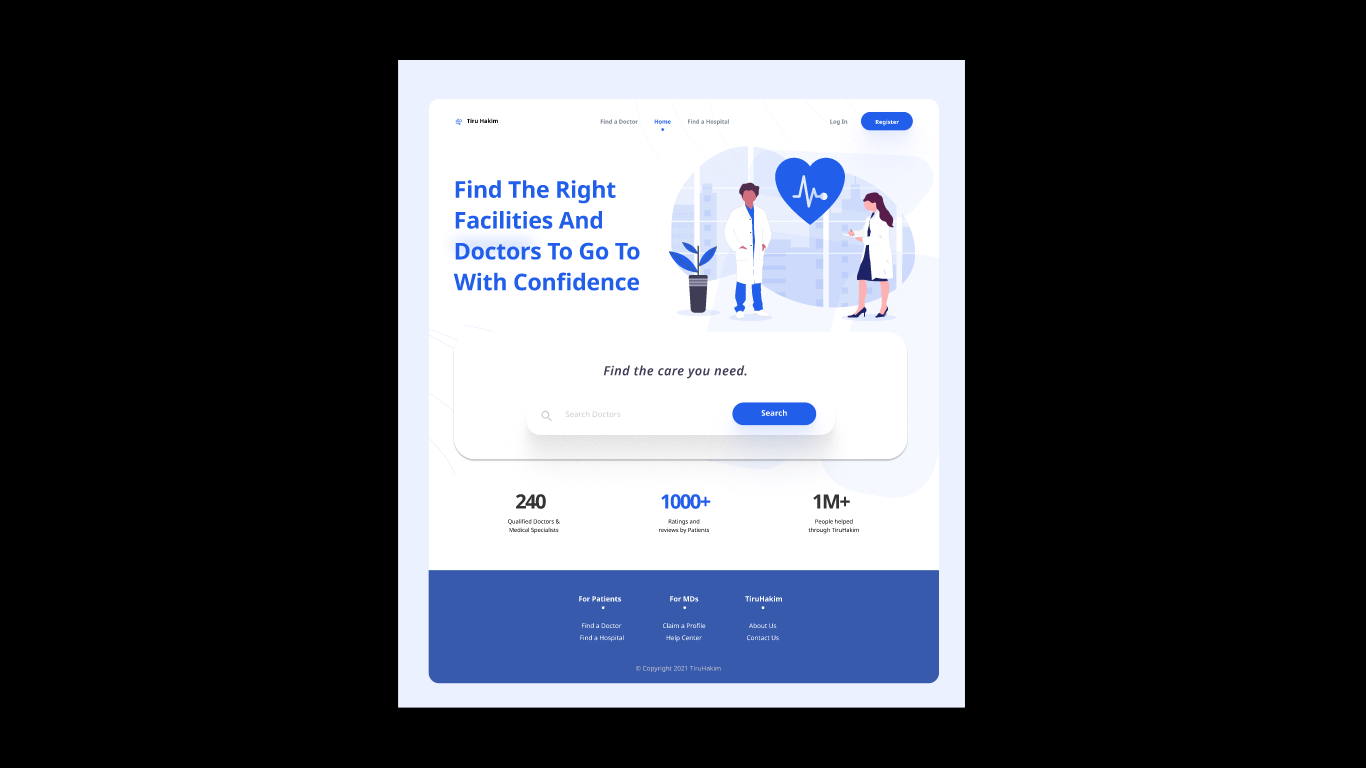 Tiru Hakim
Find a Doctor
Home
Find a Hospital
Log In
Register
Find The Right
Facilities And
Doctors To Go To
With Confidence
Find the care you need.
Search Doctors
Search
240
Qualified Doctors &
Medical Specialists
1000+
Ratings and
reviews by Patients
1M+
People helped
through TiruHakim
For Patients
Find a Doctor
Find a Hospital
For MDs
Claim a Profile
Help Center
TiruHakim
About Us
Contact Us
© Copyright 2021 TiruHakim